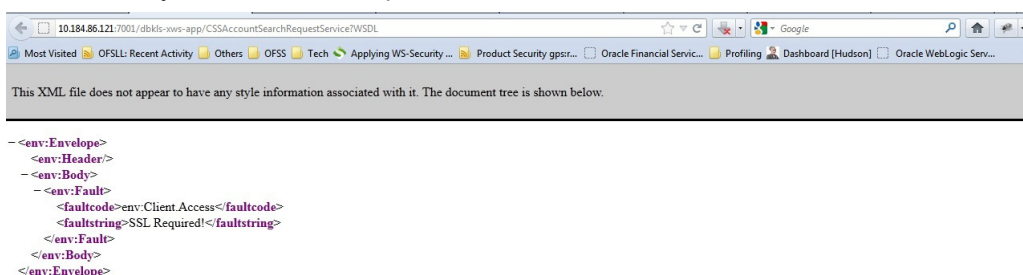 10.184.86.121:7001/dbkls-xws-app/CSSAccountSearchRequestService?WSDL
Google
Most Visited OFSLL: Recent Activity Others OFSS Tech Applying WS-Security ... Product Security gps:r... Oracle Financial Servic... Profiling Dashboard [Hudson] Oracle WebLogic Serv...
This XML file does not appear to have any style information associated with it. The document tree is shown below.
–<env:Envelope>
<env:Header/>
–<env:Body>
–<env:Fault>
<faultcode>env:Client.Access</faultcode>
<faultstring>SSL Required!</faultstring>
</env:Fault>
</env:Body>
</env:Envelope>